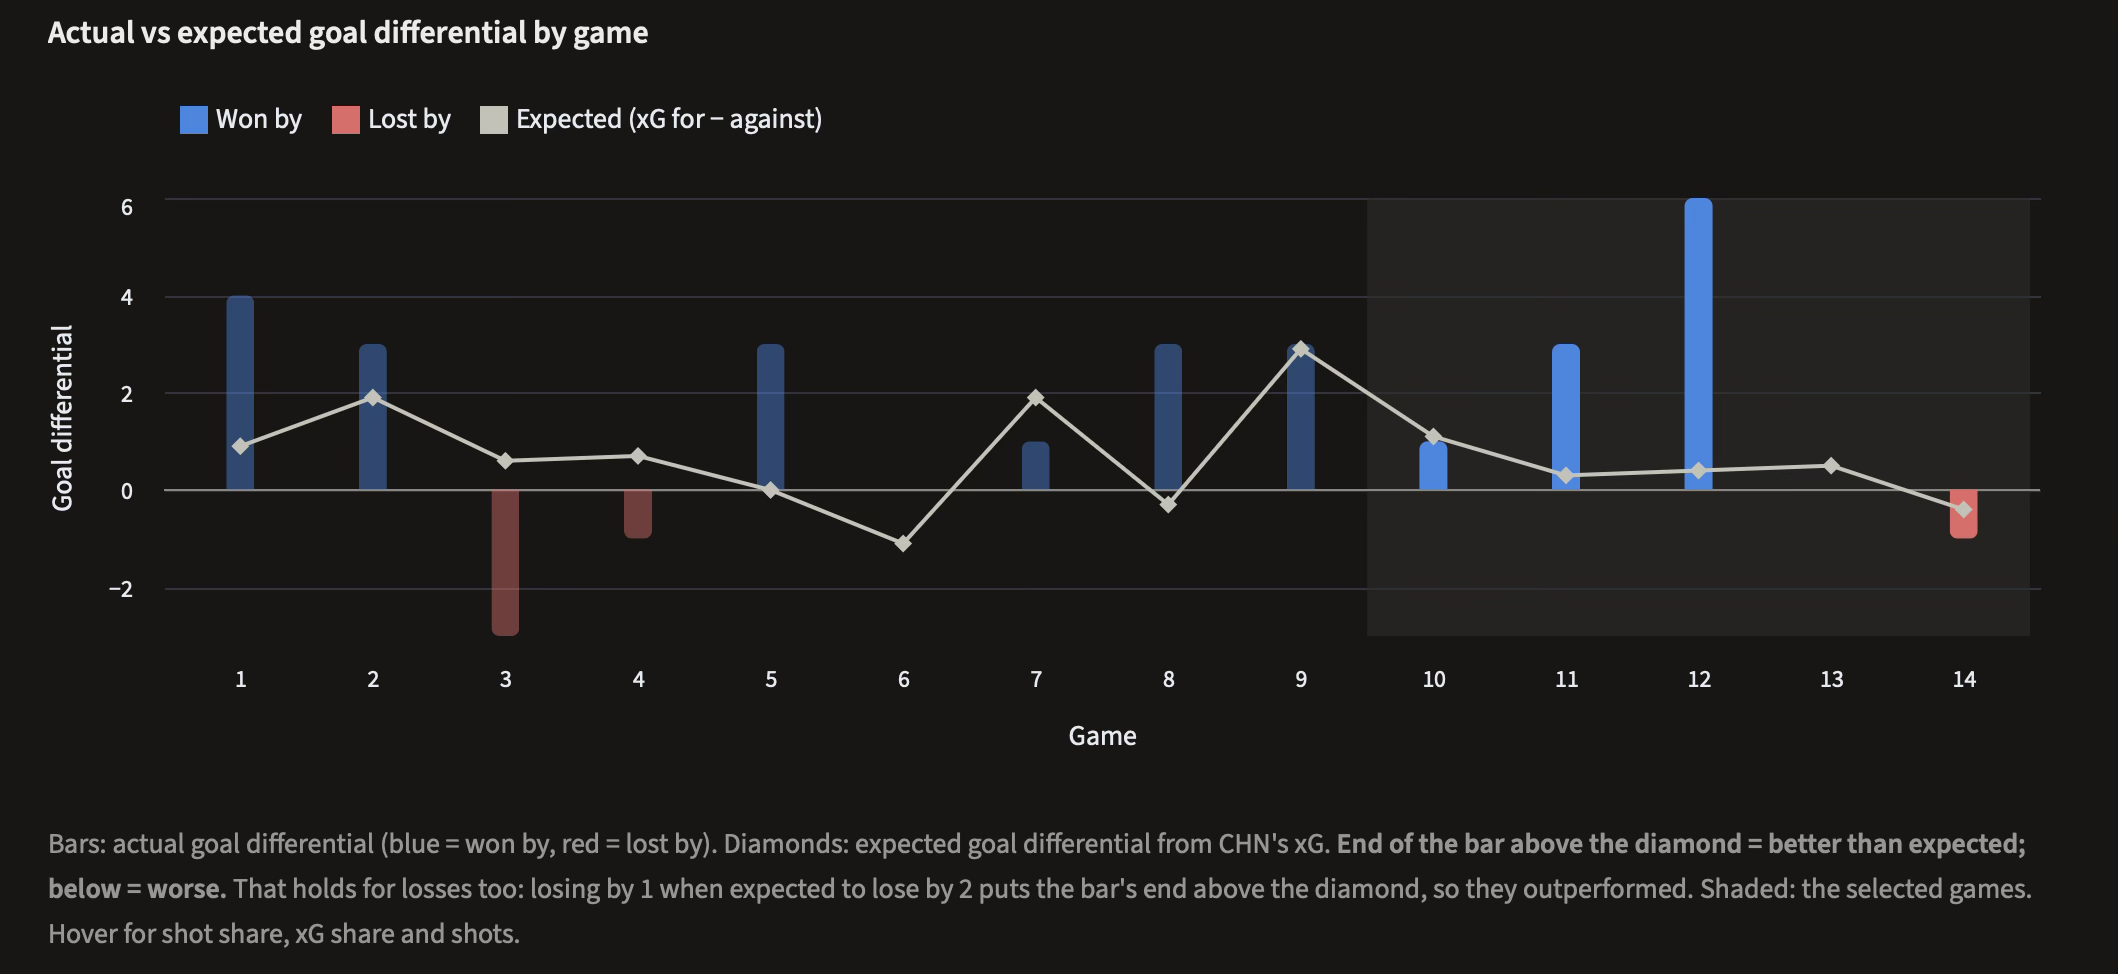 Actual vs expected goal differential by game
Won by Lost by Expected (xG for − against)
6
4
2
0
−2
Goal differential
1 2 3 4 5 6 7 8 9 10 11 12 13 14
Game
Bars: actual goal differential (blue = won by, red = lost by). Diamonds: expected goal differential from CHN's xG. End of the bar above the diamond = better than expected;
below = worse. That holds for losses too: losing by 1 when expected to lose by 2 puts the bar's end above the diamond, so they outperformed. Shaded: the selected games.
Hover for shot share, xG share and shots.